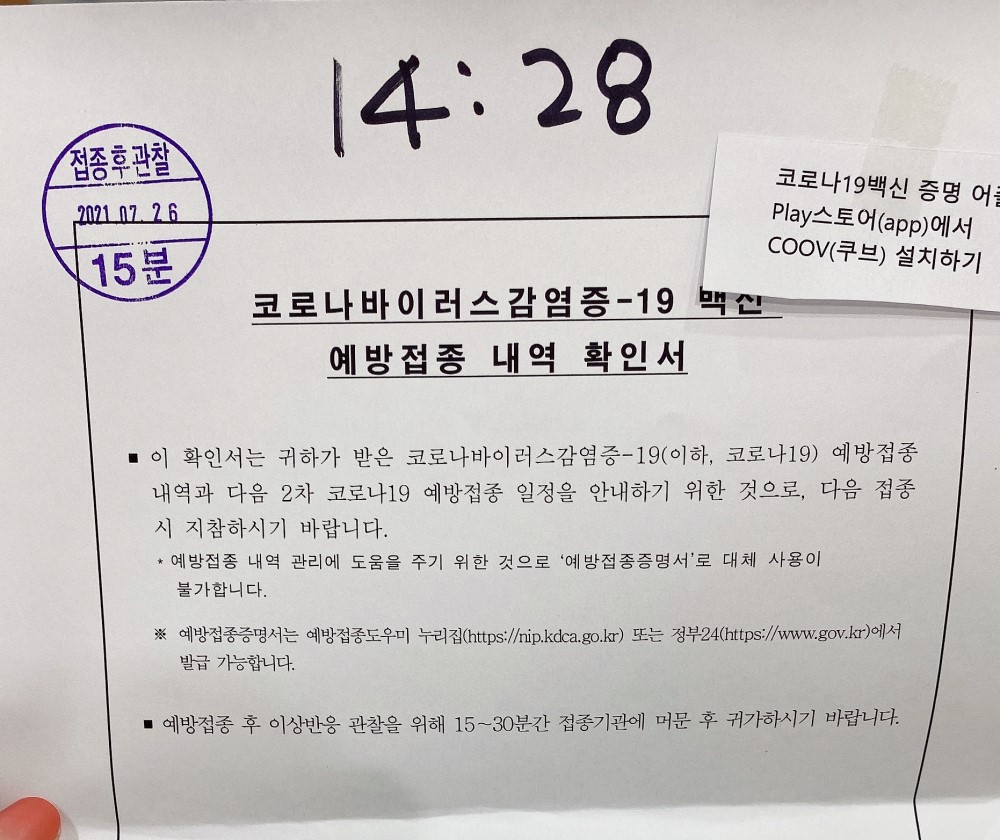 14:28
접종후관찰
2021.07.26
15분
코로나19백신 증명
Play스토어(app)에서
COOV(쿠브) 설치하기
코로나바이러스감염증-19 백신
예방접종 내역 확인서
■ 이 확인서는 귀하가 받은 코로나바이러스감염증-19(이하, 코로나19) 예방접종
내역과 다음 2차 코로나19 예방접종 일정을 안내하기 위한 것으로, 다음 접종
시 지참하시기 바랍니다.
* 예방접종 내역 관리에 도움을 주기 위한 것으로 ‘예방접종증명서’로 대체 사용이
불가합니다.
※ 예방접종증명서는 예방접종도우미 누리집(https://nip.kdca.go.kr) 또는 정부24(https://www.gov.kr)에서
발급 가능합니다.
■ 예방접종 후 이상반응 관찰을 위해 15~30분간 접종기관에 머문 후 귀가하시기 바랍니다.